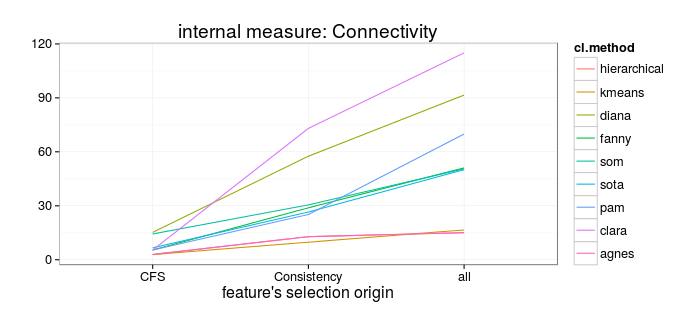 internal measure: Connectivity
120
90
60
30
0
CFS
Consistency
all
feature's selection origin
cl.method
hierarchical
kmeans
diana
fanny
som
sota
pam
clara
agnes